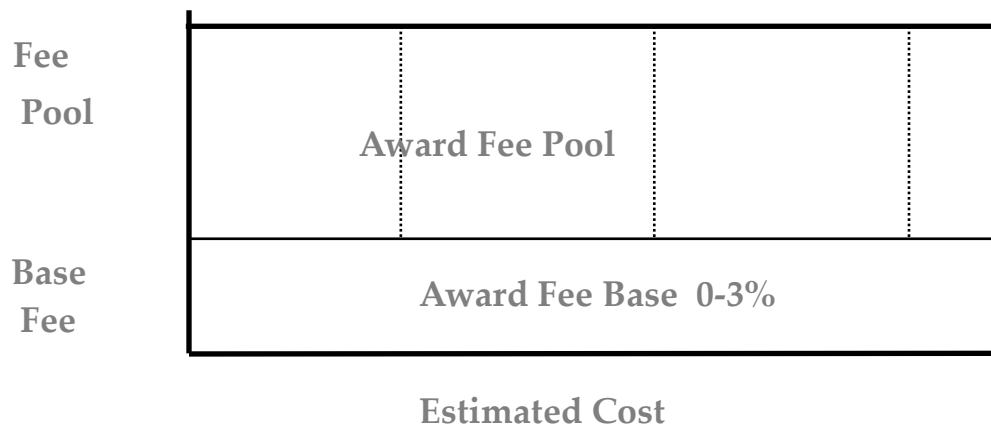 Fee
Pool
Award Fee Pool
Base
Fee
Award Fee Base 0-3%
Estimated Cost